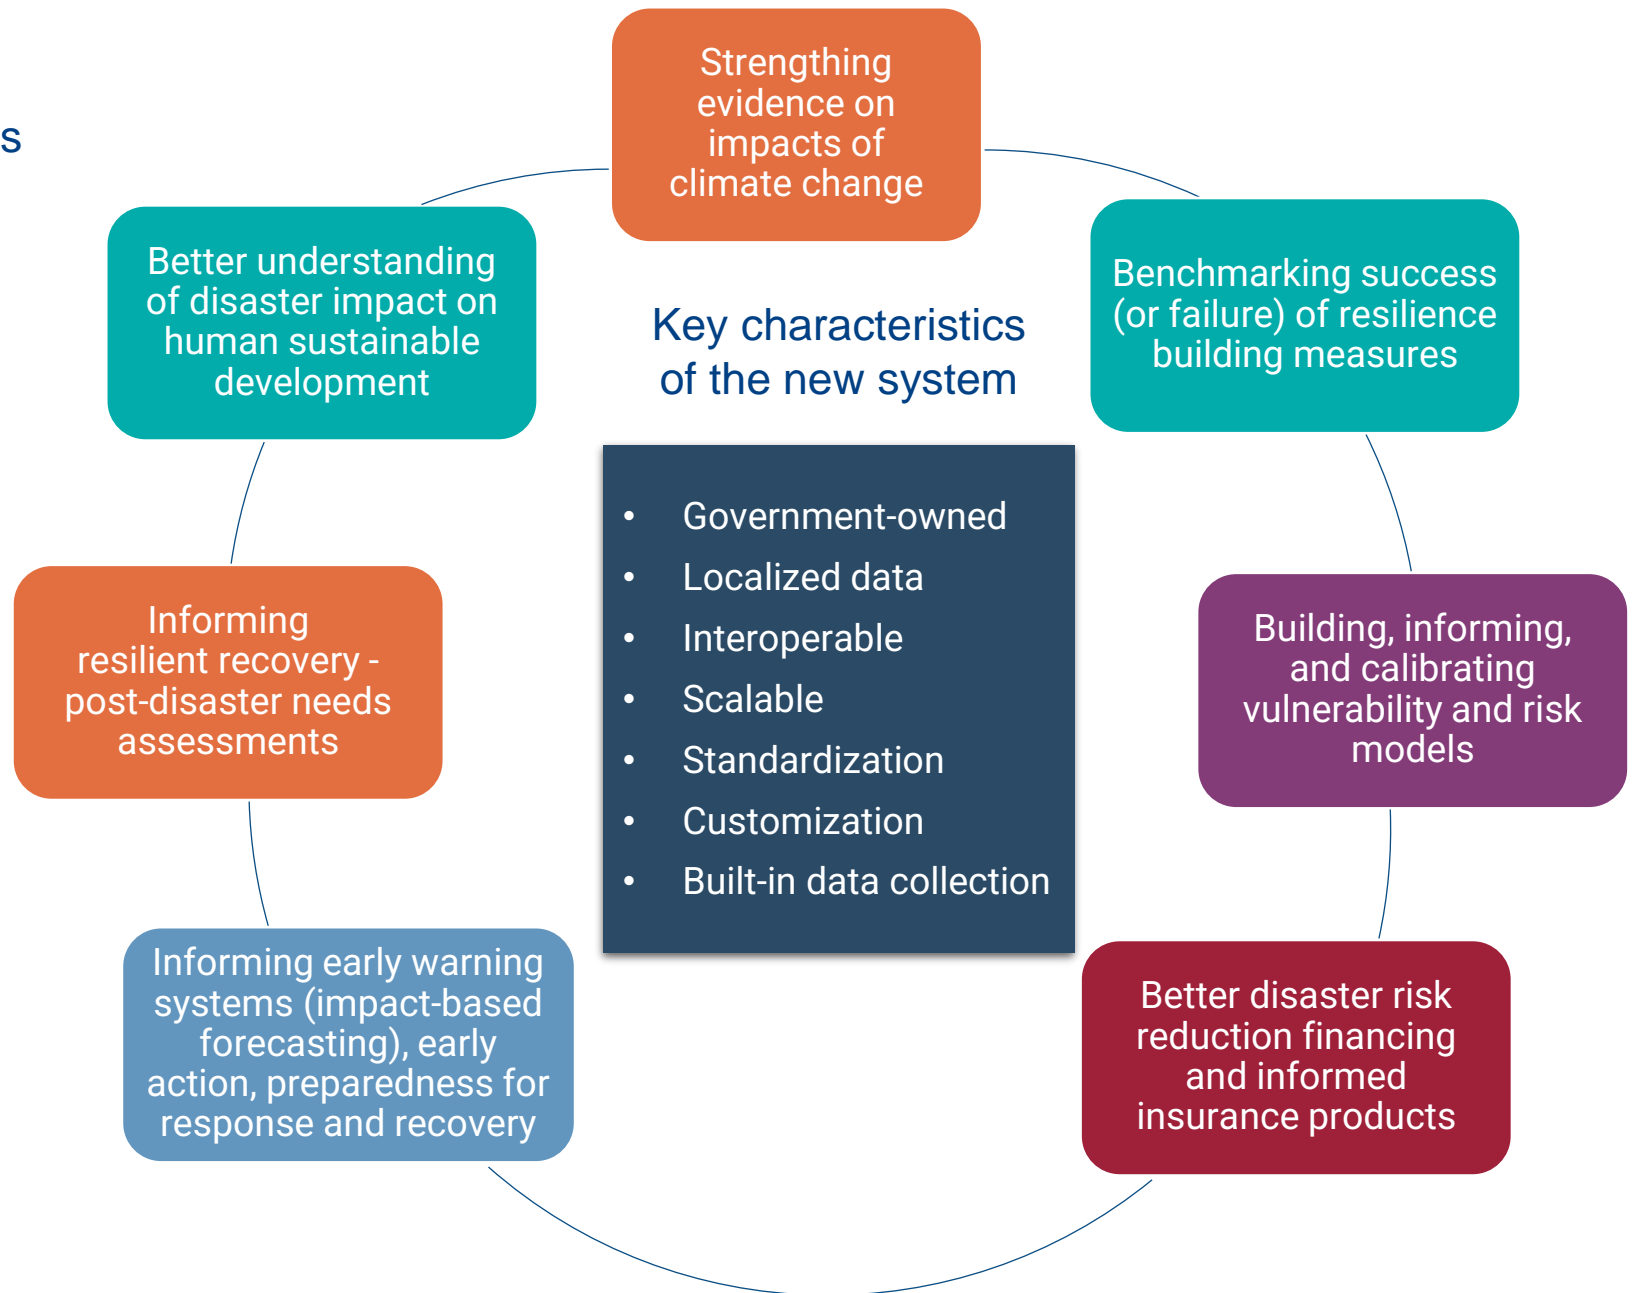 s
Strengthing
evidence on
impacts of
climate change
Better understanding
of disaster impact on
human sustainable
development
Benchmarking success
(or failure) of resilience
building measures
Key characteristics
of the new system
• Government-owned
• Localized data
• Interoperable
• Scalable
• Standardization
• Customization
• Built-in data collection
Informing
resilient recovery -
post-disaster needs
assessments
Building, informing,
and calibrating
vulnerability and risk
models
Informing early warning
systems (impact-based
forecasting), early
action, preparedness for
response and recovery
Better disaster risk
reduction financing
and informed
insurance products